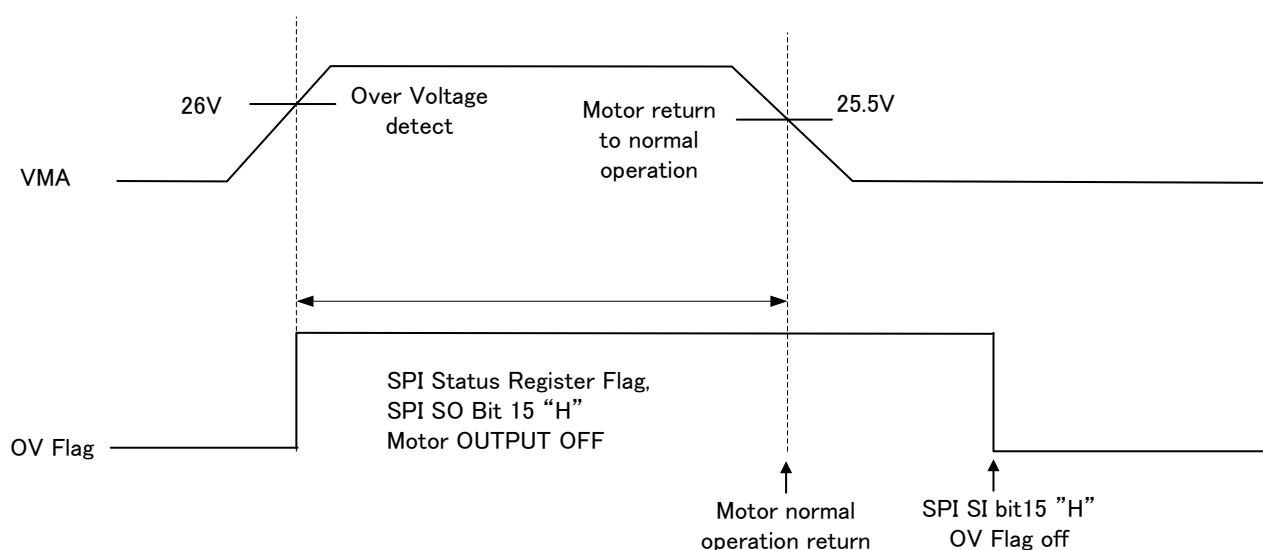 26V
Over Voltage
detect
Motor return
to normal
operation
25.5V
VMA
SPI Status Register Flag,
SPI SO Bit 15 “H”
Motor OUTPUT OFF
OV Flag
Motor normal
operation return
SPI SI bit15 ”H”
OV Flag off